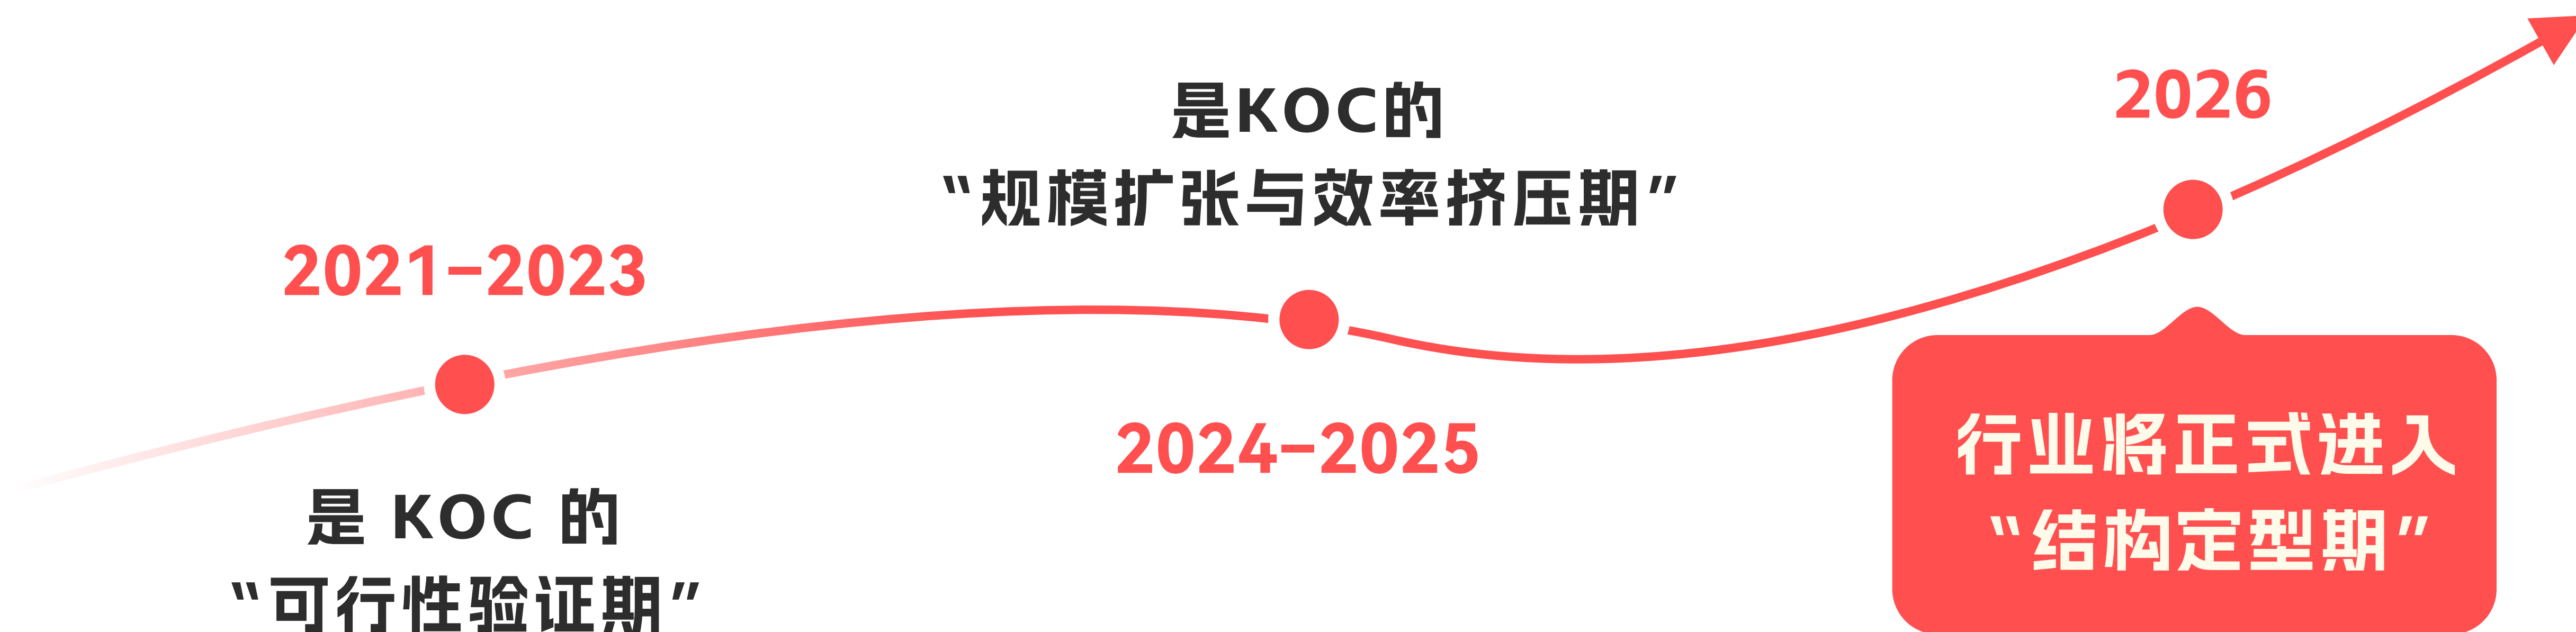 2021-2023
是 KOC 的
“可行性验证期”
是KOC的
“规模扩张与效率挤压期”
2024-2025
2026
行业将正式进入
“结构定型期”